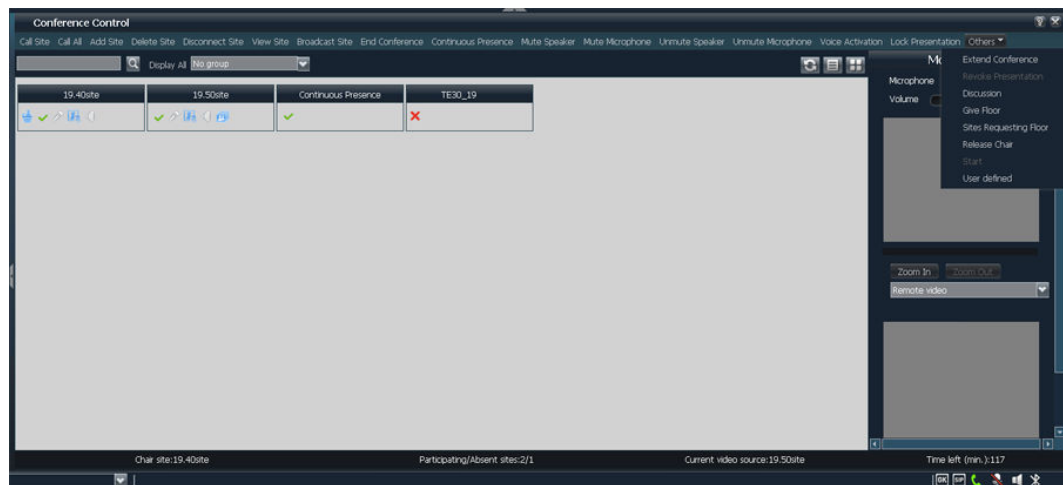 Conference Control
Call Site Call All Add Site Delete Site Disconnect Site View Site Broadcast Site End Conference Continuous Presence Mute Speaker Mute Microphone Unmute Speaker Unmute Microphone Voice Activation Lock Presentation Others
Display All No group
19.40site 19.50site Continuous Presence TE30_19
Microphone
Volume
Extend Conference
Revoke Presentation
Discussion
Give Floor
Sites Requesting Floor
Release Chair
Start
User defined
Zoom In Zoom Out
Remote video
Chair site:19.40site Participating/Absent sites:2/1 Current video source:19.50site Time left (min.):117
GK SIP